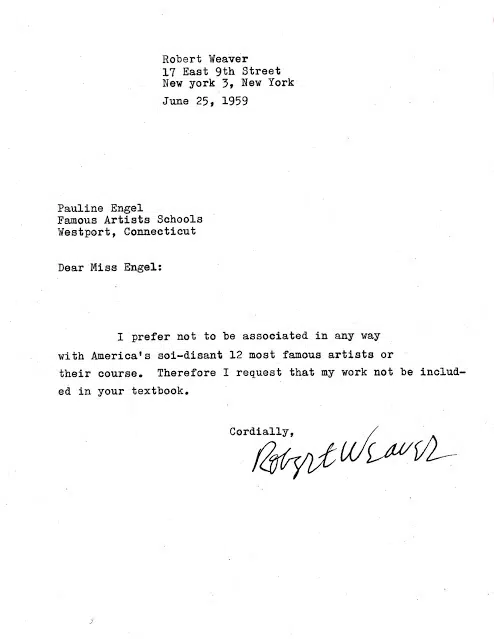 Robert Weaver
17 East 9th Street
New york 3, New York
June 25, 1959
Pauline Engel
Famous Artists Schools
Westport, Connecticut
Dear Miss Engel:
I prefer not to be associated in any way
with America's soi-disant 12 most famous artists or
their course. Therefore I request that my work not be includ-
ed in your textbook.
Cordially,
Robert Weaver